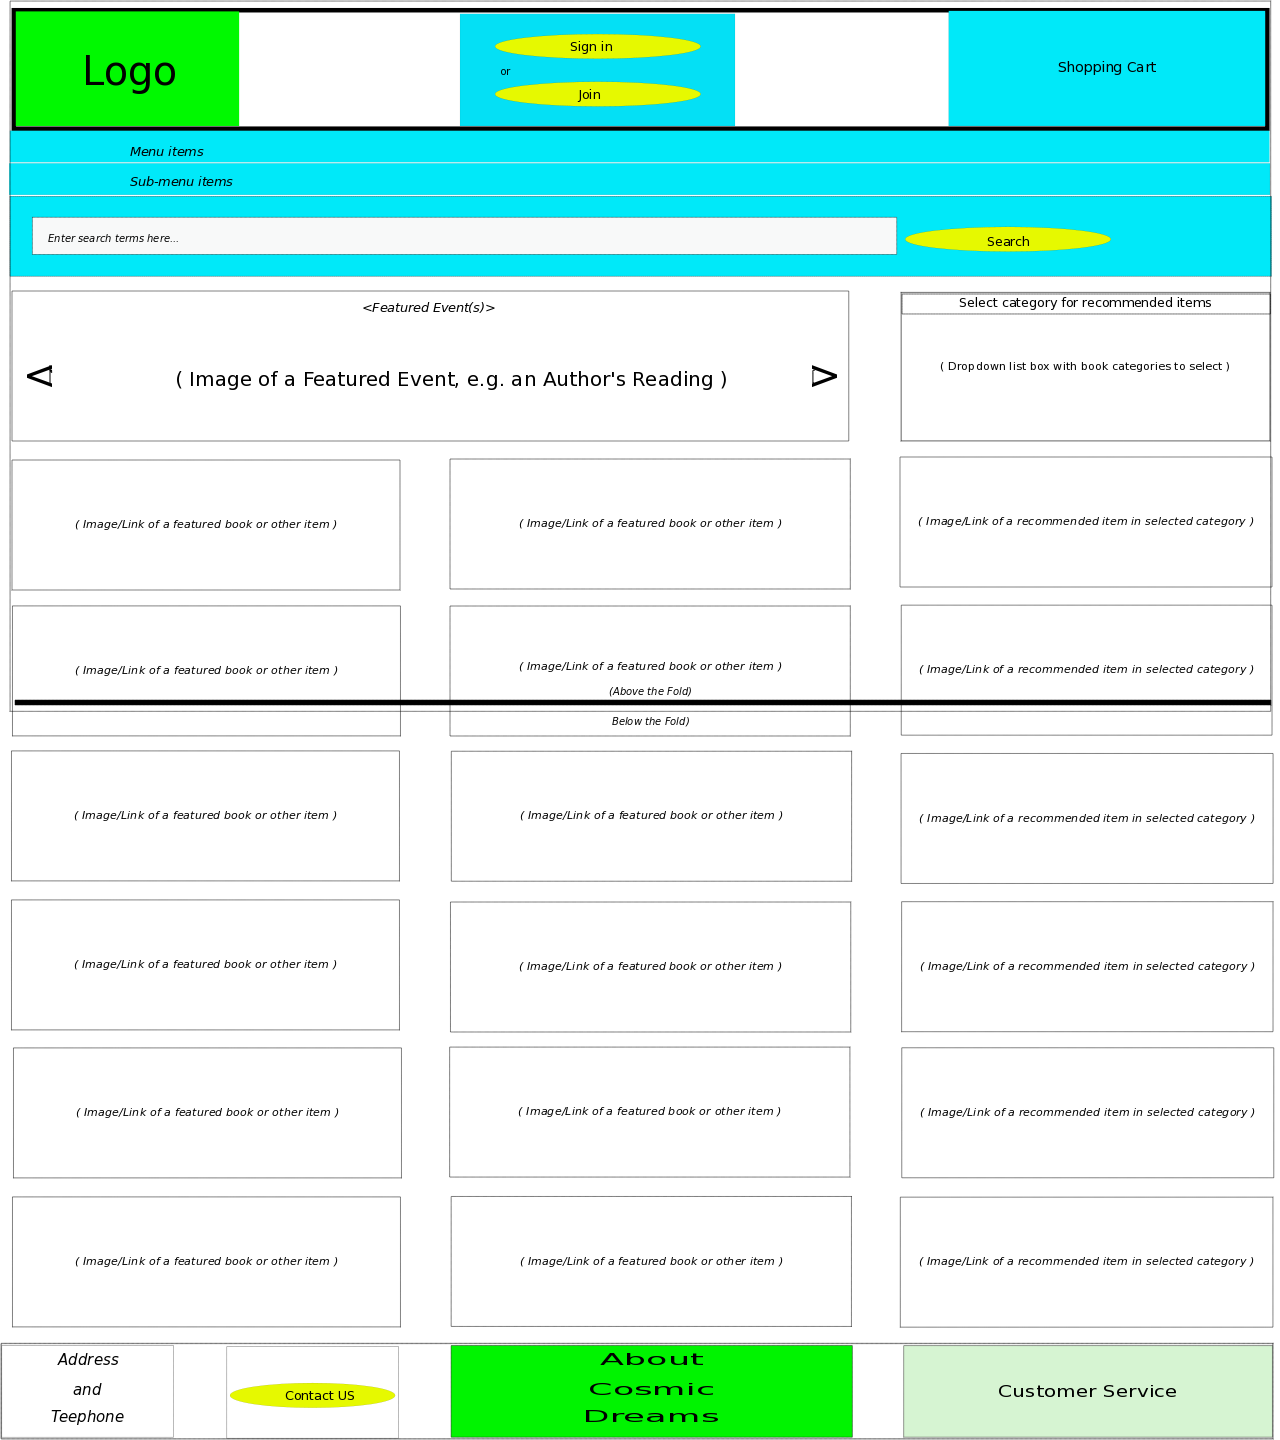 Logo
Sign in
or
Join
Shopping Cart
Menu items
Sub-menu items
Enter search terms here...
Search
<Featured Event(s)>
Select category for recommended items
< ( Image of a Featured Event, e.g. an Author's Reading ) >
( Dropdown list box with book categories to select )
( Image/Link of a featured book or other item )
( Image/Link of a featured book or other item )
( Image/Link of a recommended item in selected category )
( Image/Link of a featured book or other item )
( Image/Link of a featured book or other item )
( Image/Link of a recommended item in selected category )
(Above the Fold)
Below the Fold)
( Image/Link of a featured book or other item )
( Image/Link of a featured book or other item )
( Image/Link of a recommended item in selected category )
( Image/Link of a featured book or other item )
( Image/Link of a featured book or other item )
( Image/Link of a recommended item in selected category )
( Image/Link of a featured book or other item )
( Image/Link of a featured book or other item )
( Image/Link of a recommended item in selected category )
( Image/Link of a featured book or other item )
( Image/Link of a featured book or other item )
( Image/Link of a recommended item in selected category )
Address
and
Teephone
Contact US
About
Cosmic
Dreams
Customer Service